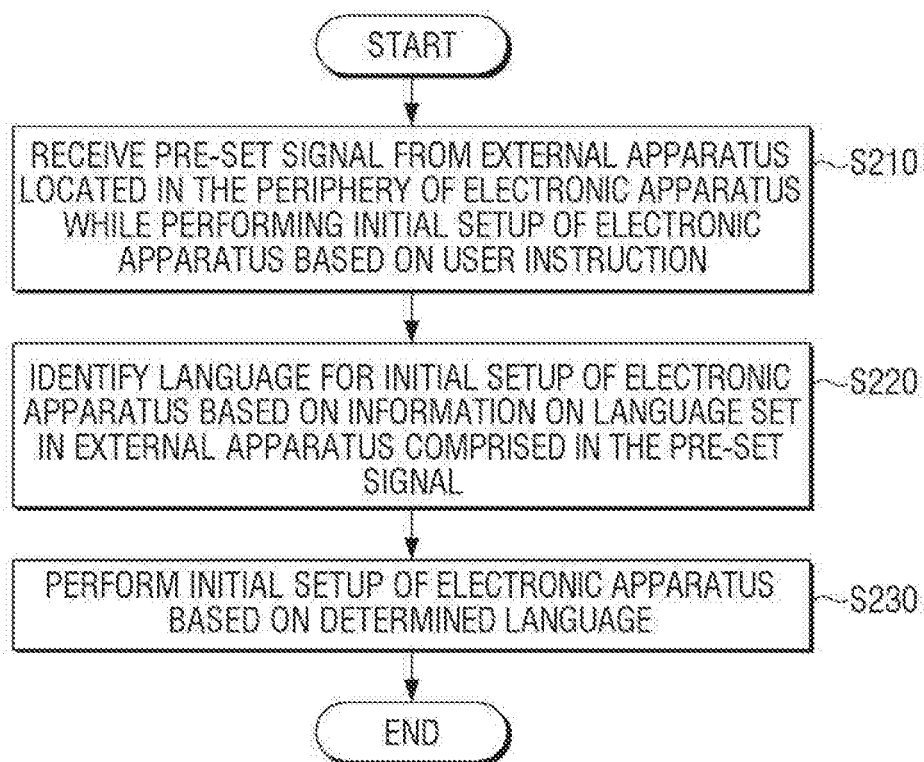 START
RECEIVE PRE-SET SIGNAL FROM EXTERNAL APPARATUS
LOCATED IN THE PERIPHERY OF ELECTRONIC APPARATUS
WHILE PERFORMING INITIAL SETUP OF ELECTRONIC
APPARATUS BASED ON USER INSTRUCTION
S210
IDENTIFY LANGUAGE FOR INITIAL SETUP OF ELECTRONIC
APPARATUS BASED ON INFORMATION ON LANGUAGE SET
IN EXTERNAL APPARATUS COMPRISED IN THE PRE-SET
SIGNAL
S220
PERFORM INITIAL SETUP OF ELECTRONIC APPARATUS
BASED ON DETERMINED LANGUAGE
S230
END